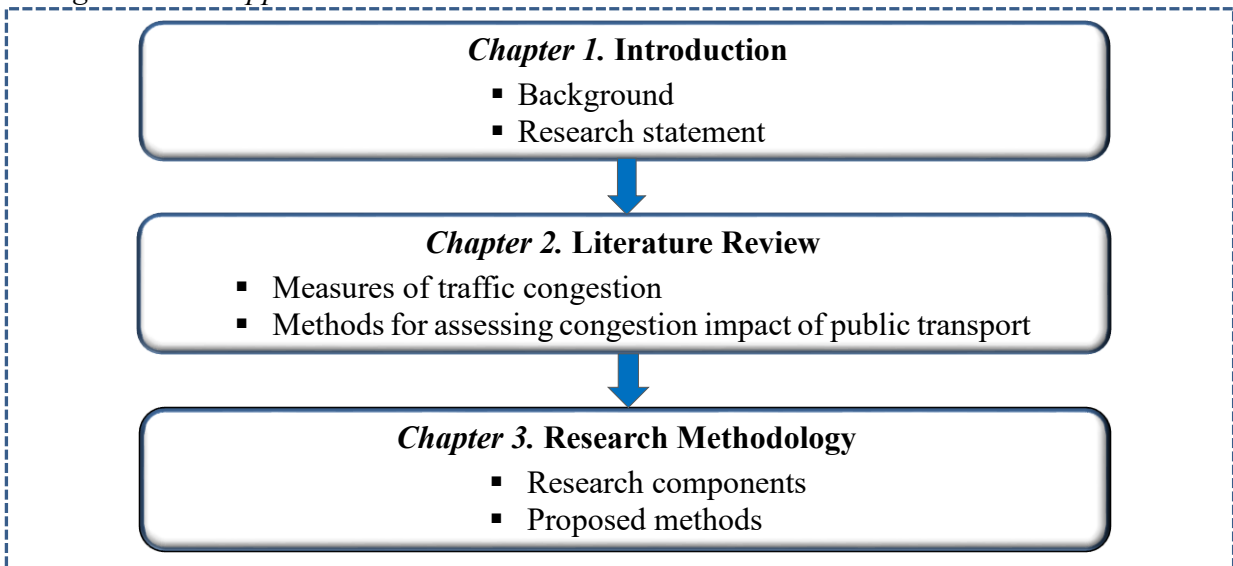 Chapter 1. Introduction
▪ Background
▪ Research statement
Chapter 2. Literature Review
▪ Measures of traffic congestion
▪ Methods for assessing congestion impact of public transport
Chapter 3. Research Methodology
▪ Research components
▪ Proposed methods